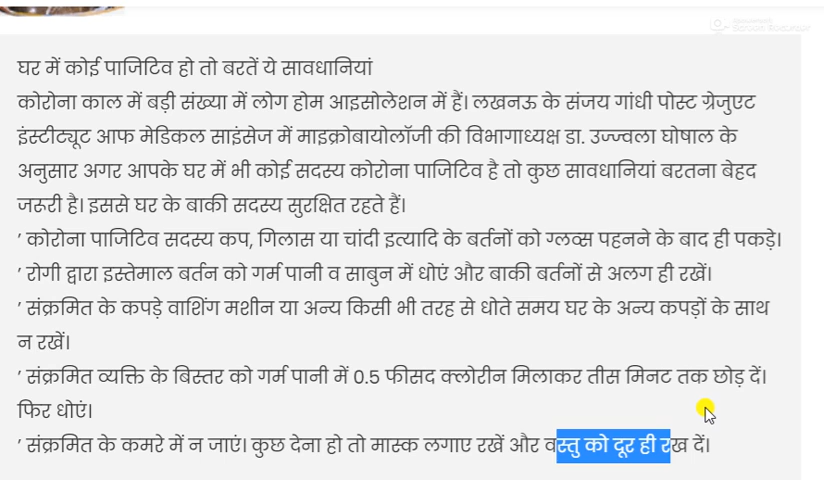 घर में कोई पाजिटिव हो तो बरतें ये सावधानियां
कोरोना काल में बड़ी संख्या में लोग होम आइसोलेशन में हैं। लखनऊ के संजय गांधी पोस्ट ग्रेजुएट
इंस्टीट्यूट आफ मेडिकल साइंसेज में माइक्रोबायोलॉजी की विभागाध्यक्ष डा. उज्ज्वला घोषाल के
अनुसार अगर आपके घर में भी कोई सदस्य कोरोना पाजिटिव है तो कुछ सावधानियां बरतना बेहद
जरूरी है। इससे घर के बाकी सदस्य सुरक्षित रहते हैं।
' कोरोना पाजिटिव सदस्य कप, गिलास या चांदी इत्यादि के बर्तनों को ग्लव्स पहनने के बाद ही पकड़े।
' रोगी द्वारा इस्तेमाल बर्तन को गर्म पानी व साबुन में धोएं और बाकी बर्तनों से अलग ही रखें।
' संक्रमित के कपड़े वाशिंग मशीन या अन्य किसी भी तरह से धोते समय घर के अन्य कपड़ों के साथ
न रखें।
' संक्रमित व्यक्ति के बिस्तर को गर्म पानी में 0.5 फीसद क्लोरीन मिलाकर तीस मिनट तक छोड़ दें।
फिर धोएं।
' संक्रमित के कमरे में न जाएं। कुछ देना हो तो मास्क लगाए रखें और वस्तु को दूर ही रख दें।